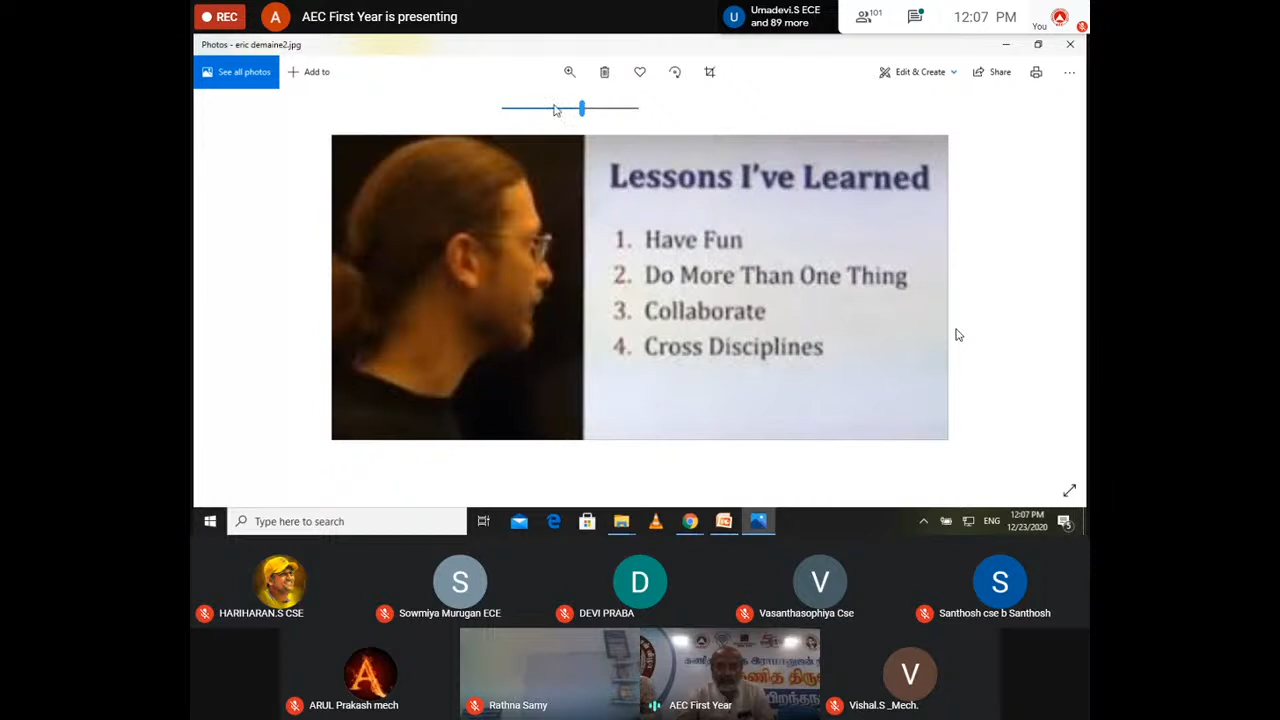 REC
A
AEC First Year is presenting
U
Umadevi.S ECE
and 89 more
101
12:07 PM
You
Photos - eric demaine2.jpg
See all photos
Add to
Edit & Create
Share
Lessons I've Learned
1. Have Fun
2. Do More Than One Thing
3. Collaborate
4. Cross Disciplines
Type here to search
ENG
12:07 PM
12/23/2020
5
S
D
V
S
HARIHARAN.S CSE
Sowmiya Murugan ECE
DEVI PRABA
Vasanthasophiya Cse
Santhosh cse b Santhosh
A
V
ARUL Prakash mech
Rathna Samy
AEC First Year
Vishal.S _Mech.